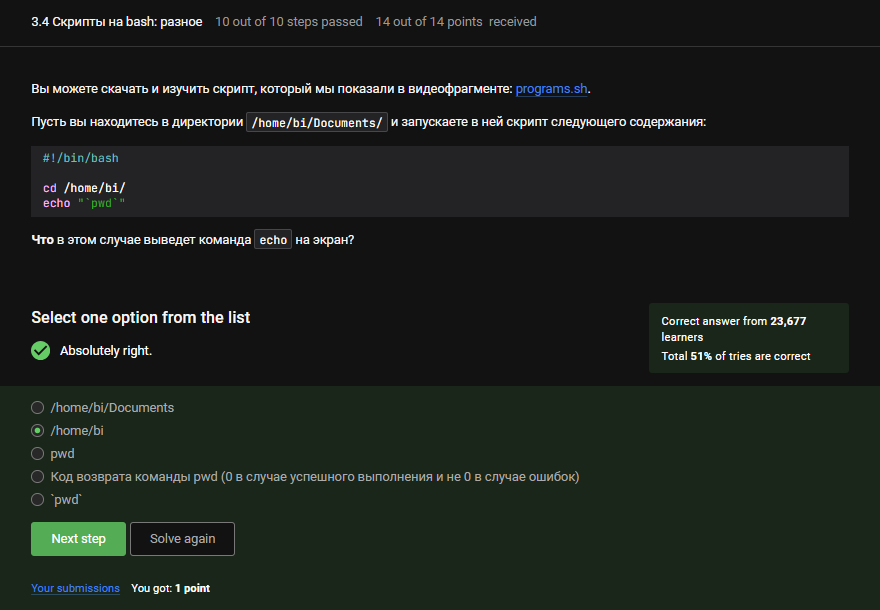 3.4 Скрипты на bash: разное 10 out of 10 steps passed 14 out of 14 points received
Вы можете скачать и изучить скрипт, который мы показали в видеофрагменте: programs.sh.
Пусть вы находитесь в директории /home/bi/Documents/ и запускаете в ней скрипт следующего содержания:
#!/bin/bash
cd /home/bi/
echo "`pwd`"
Что в этом случае выведет команда echo на экран?
Select one option from the list
Absolutely right.
Correct answer from 23,677
learners
Total 51% of tries are correct
/home/bi/Documents
/home/bi
pwd
Код возврата команды pwd (0 в случае успешного выполнения и не 0 в случае ошибок)
`pwd`
Next step Solve again
Your submissions You got: 1 point